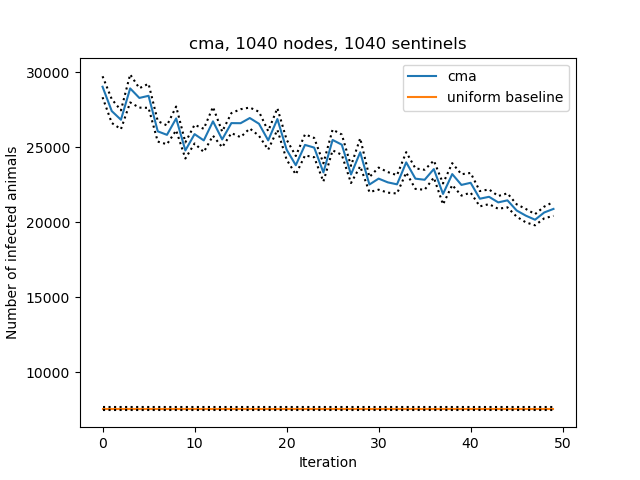 cma, 1040 nodes, 1040 sentinels
cma
uniform baseline
Number of infected animals
30000
25000
20000
15000
10000
0 10 20 30 40 50
Iteration